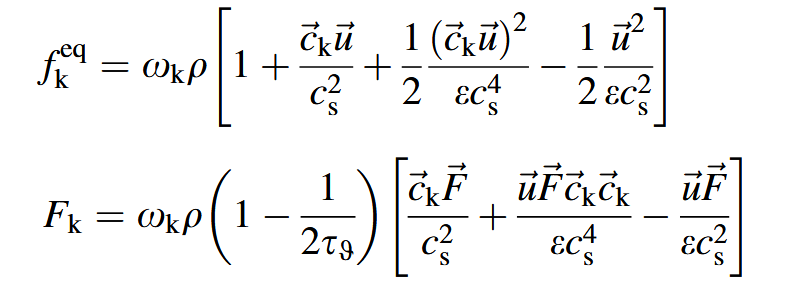 f_k^eq = ω_k ρ [ 1 + (c⃗_k u⃗)/(c_s^2) + (1/2) ((c⃗_k u⃗)^2)/(ε c_s^4) − (1/2) (u⃗^2)/(ε c_s^2) ]
F_k = ω_k ρ ( 1 − 1/(2τ_ϑ) ) [ (c⃗_k F⃗)/(c_s^2) + (u⃗ F⃗ c⃗_k c⃗_k)/(ε c_s^4) − (u⃗ F⃗)/(ε c_s^2) ]